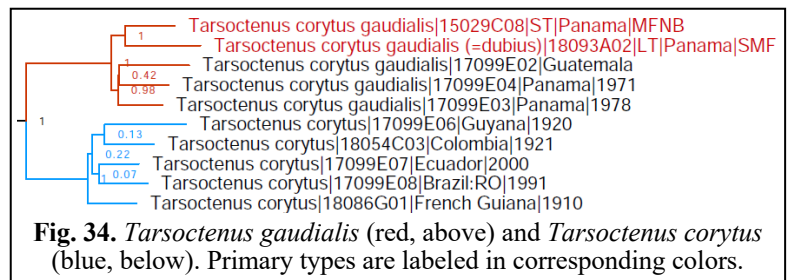 Tarsoctenus corytus gaudialis|15029C08|ST|Panama|MFNB
1
Tarsoctenus corytus gaudialis (=dubius)|18093A02|LT|Panama|SMF
1
Tarsoctenus corytus gaudialis|17099E02|Guatemala
0.42
Tarsoctenus corytus gaudialis|17099E04|Panama|1971
0.98
Tarsoctenus corytus gaudialis|17099E03|Panama|1978
1
Tarsoctenus corytus|17099E06|Guyana|1920
0.13
Tarsoctenus corytus|18054C03|Colombia|1921
0.22
Tarsoctenus corytus|17099E07|Ecuador|2000
1 0.07
Tarsoctenus corytus|17099E08|Brazil:RO|1991
Tarsoctenus corytus|18086G01|French Guiana|1910
Fig. 34. Tarsoctenus gaudialis (red, above) and Tarsoctenus corytus
(blue, below). Primary types are labeled in corresponding colors.